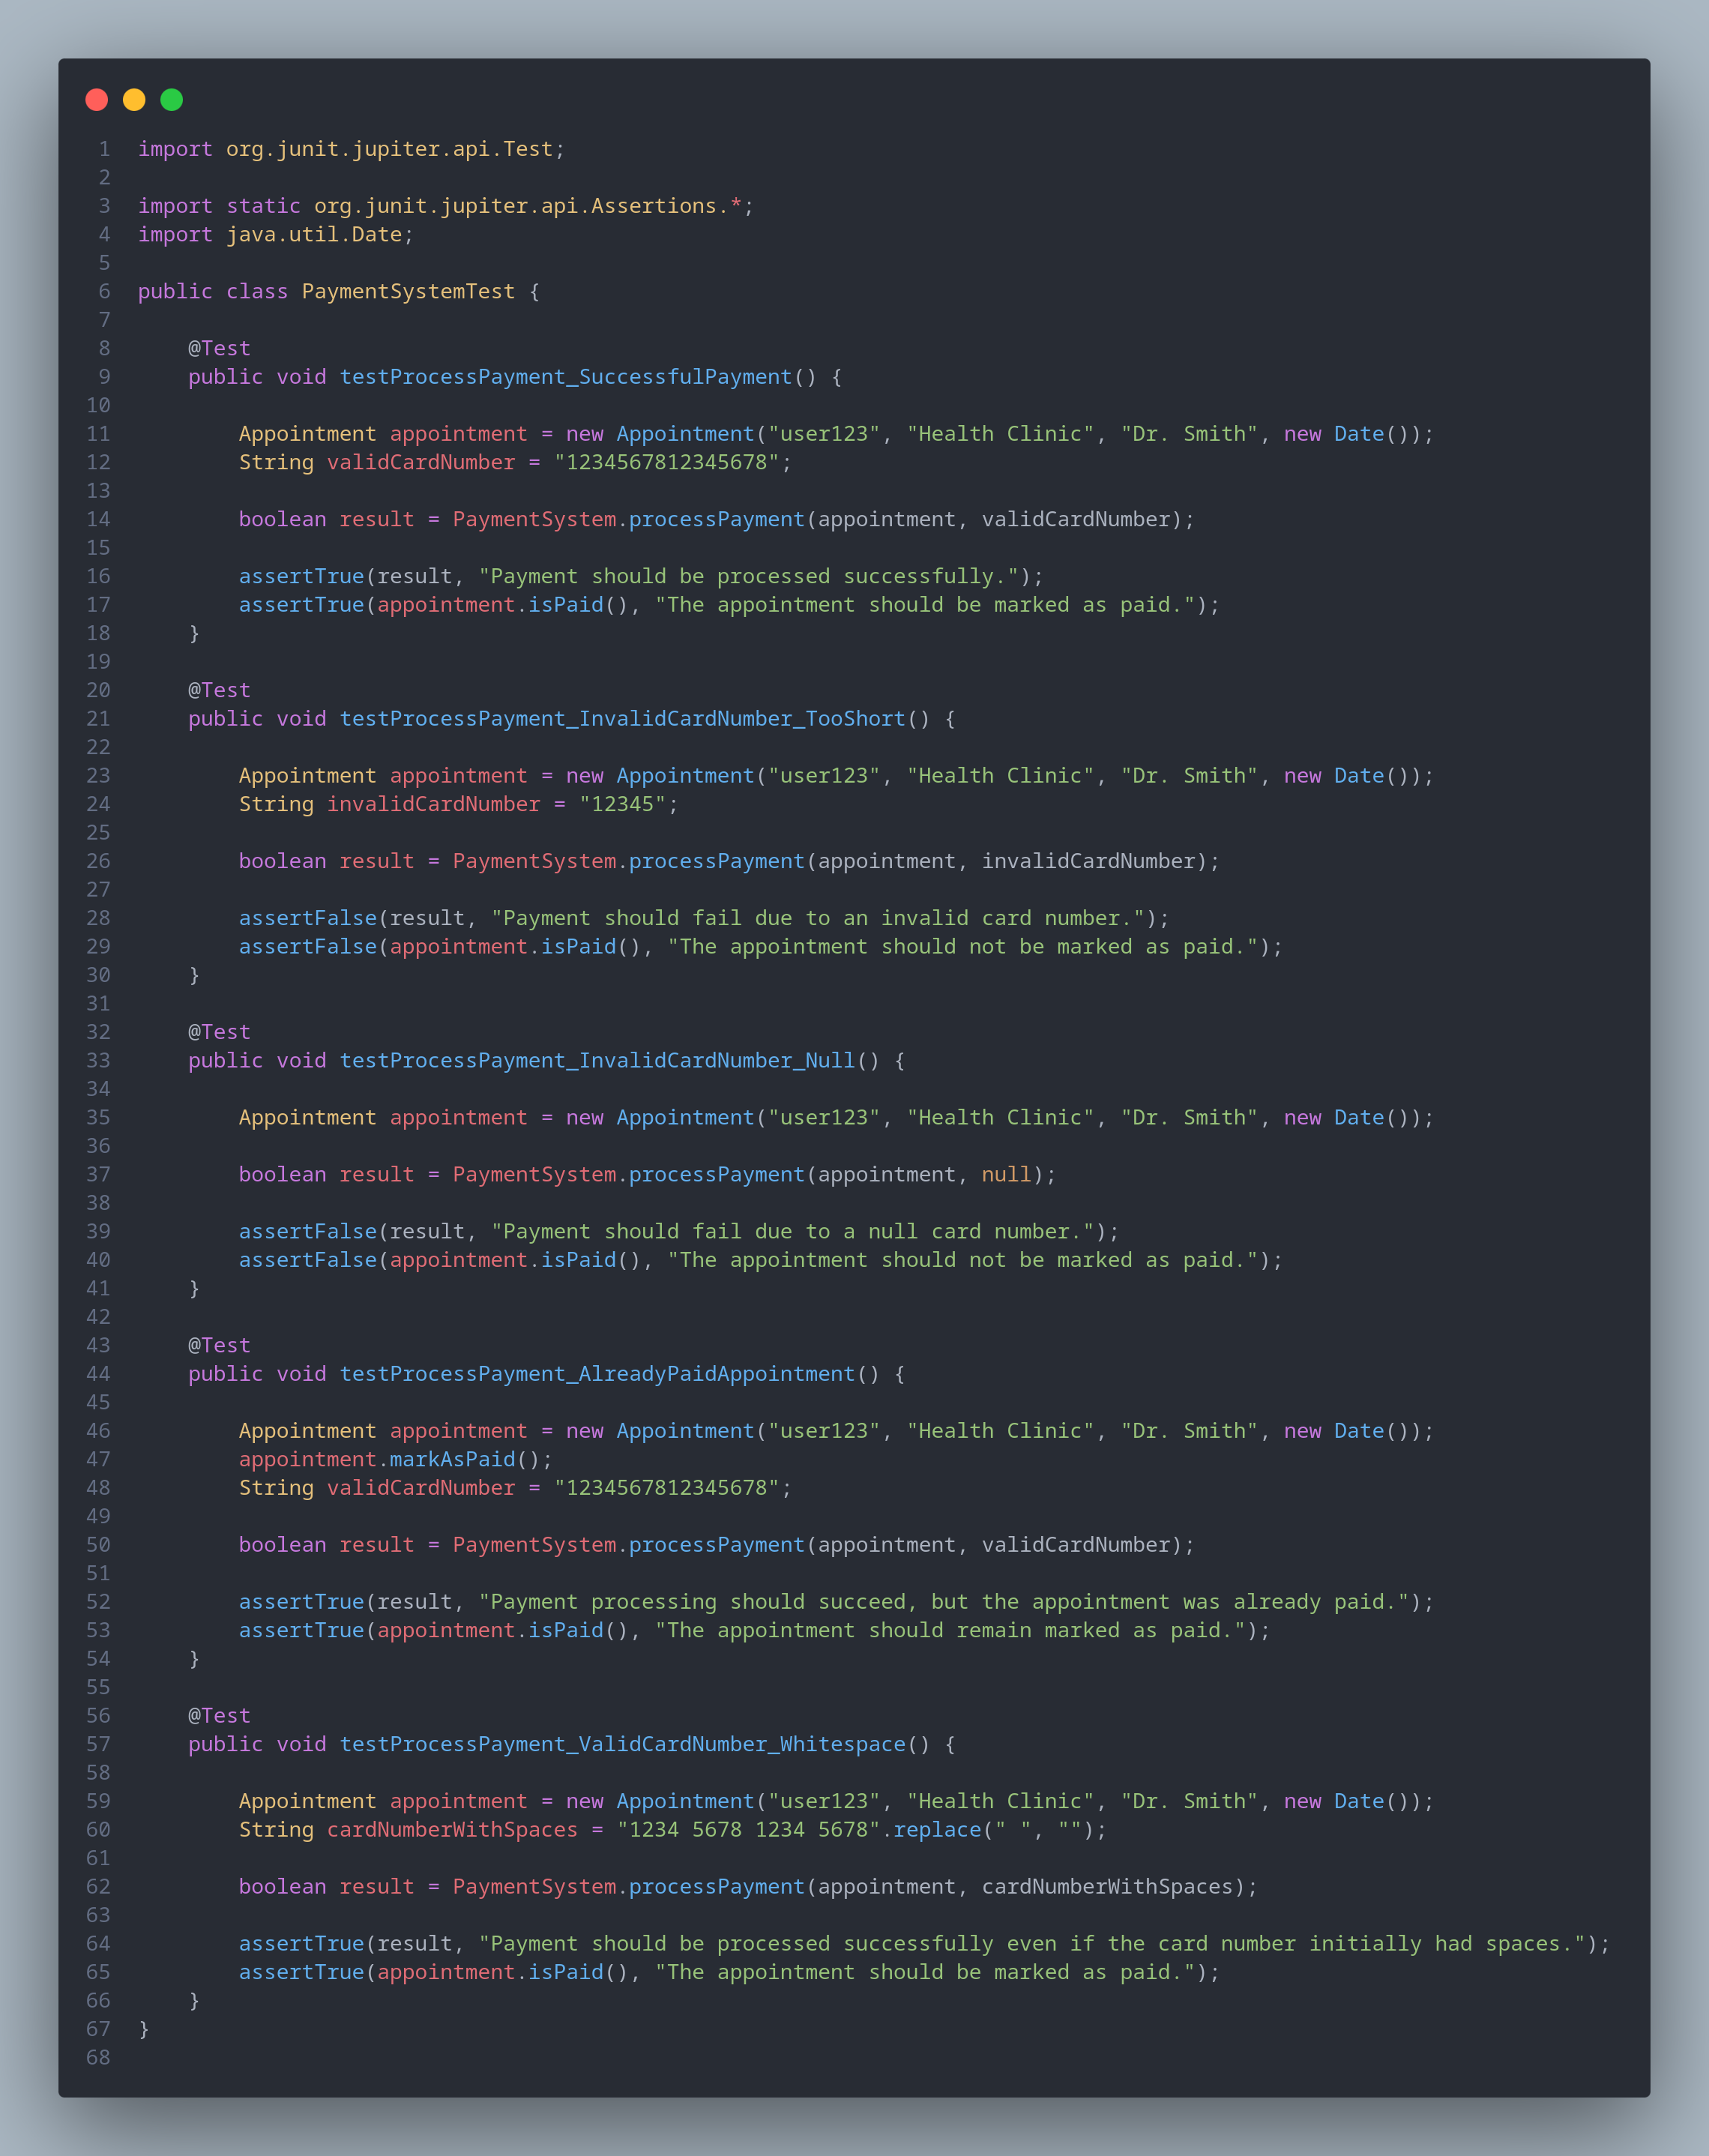 1 import org.junit.jupiter.api.Test;
2
3 import static org.junit.jupiter.api.Assertions.*;
4 import java.util.Date;
5
6 public class PaymentSystemTest {
7
8     @Test
9     public void testProcessPayment_SuccessfulPayment() {
10
11         Appointment appointment = new Appointment("user123", "Health Clinic", "Dr. Smith", new Date());
12         String validCardNumber = "1234567812345678";
13
14         boolean result = PaymentSystem.processPayment(appointment, validCardNumber);
15
16         assertTrue(result, "Payment should be processed successfully.");
17         assertTrue(appointment.isPaid(), "The appointment should be marked as paid.");
18     }
19
20     @Test
21     public void testProcessPayment_InvalidCardNumber_TooShort() {
22
23         Appointment appointment = new Appointment("user123", "Health Clinic", "Dr. Smith", new Date());
24         String invalidCardNumber = "12345";
25
26         boolean result = PaymentSystem.processPayment(appointment, invalidCardNumber);
27
28         assertFalse(result, "Payment should fail due to an invalid card number.");
29         assertFalse(appointment.isPaid(), "The appointment should not be marked as paid.");
30     }
31
32     @Test
33     public void testProcessPayment_InvalidCardNumber_Null() {
34
35         Appointment appointment = new Appointment("user123", "Health Clinic", "Dr. Smith", new Date());
36
37         boolean result = PaymentSystem.processPayment(appointment, null);
38
39         assertFalse(result, "Payment should fail due to a null card number.");
40         assertFalse(appointment.isPaid(), "The appointment should not be marked as paid.");
41     }
42
43     @Test
44     public void testProcessPayment_AlreadyPaidAppointment() {
45
46         Appointment appointment = new Appointment("user123", "Health Clinic", "Dr. Smith", new Date());
47         appointment.markAsPaid();
48         String validCardNumber = "1234567812345678";
49
50         boolean result = PaymentSystem.processPayment(appointment, validCardNumber);
51
52         assertTrue(result, "Payment processing should succeed, but the appointment was already paid.");
53         assertTrue(appointment.isPaid(), "The appointment should remain marked as paid.");
54     }
55
56     @Test
57     public void testProcessPayment_ValidCardNumber_Whitespace() {
58
59         Appointment appointment = new Appointment("user123", "Health Clinic", "Dr. Smith", new Date());
60         String cardNumberWithSpaces = "1234 5678 1234 5678".replace(" ", "");
61
62         boolean result = PaymentSystem.processPayment(appointment, cardNumberWithSpaces);
63
64         assertTrue(result, "Payment should be processed successfully even if the card number initially had spaces.");
65         assertTrue(appointment.isPaid(), "The appointment should be marked as paid.");
66     }
67 }
68